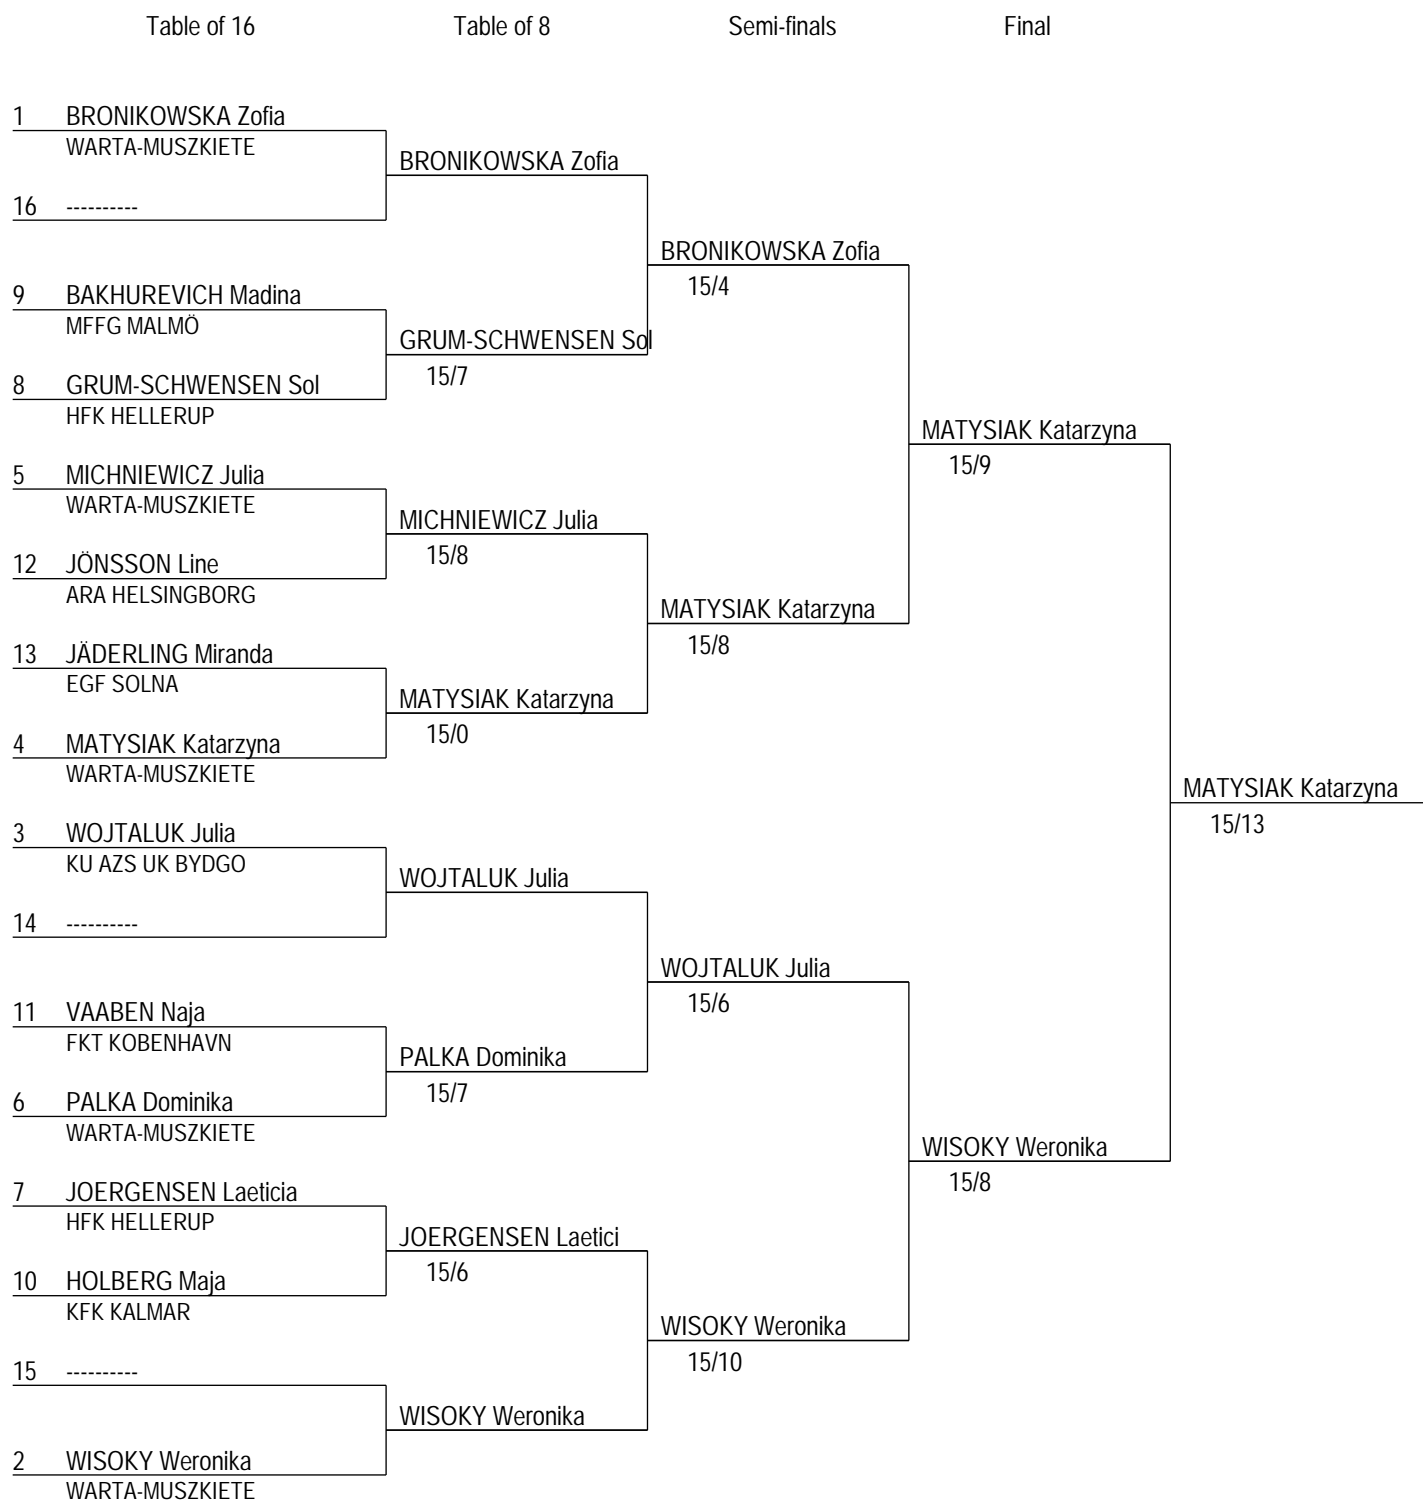 Table of 16 Table of 8 Semi-finals Final
1 BRONIKOWSKA Zofia
WARTA-MUSZKIETE
BRONIKOWSKA Zofia
16 ----------
BRONIKOWSKA Zofia
15/4
9 BAKHUREVICH Madina
MFFG MALMÖ
GRUM-SCHWENSEN Sol
15/7
8 GRUM-SCHWENSEN Sol
HFK HELLERUP
MATYSIAK Katarzyna
15/9
5 MICHNIEWICZ Julia
WARTA-MUSZKIETE
MICHNIEWICZ Julia
15/8
12 JÖNSSON Line
ARA HELSINGBORG
MATYSIAK Katarzyna
15/8
13 JÄDERLING Miranda
EGF SOLNA
MATYSIAK Katarzyna
15/0
4 MATYSIAK Katarzyna
WARTA-MUSZKIETE
MATYSIAK Katarzyna
15/13
3 WOJTALUK Julia
KU AZS UK BYDGO
WOJTALUK Julia
14 ----------
WOJTALUK Julia
15/6
11 VAABEN Naja
FKT KOBENHAVN
PALKA Dominika
15/7
6 PALKA Dominika
WARTA-MUSZKIETE
WISOKY Weronika
15/8
7 JOERGENSEN Laeticia
HFK HELLERUP
JOERGENSEN Laetici
15/6
10 HOLBERG Maja
KFK KALMAR
WISOKY Weronika
15/10
15 ----------
WISOKY Weronika
2 WISOKY Weronika
WARTA-MUSZKIETE